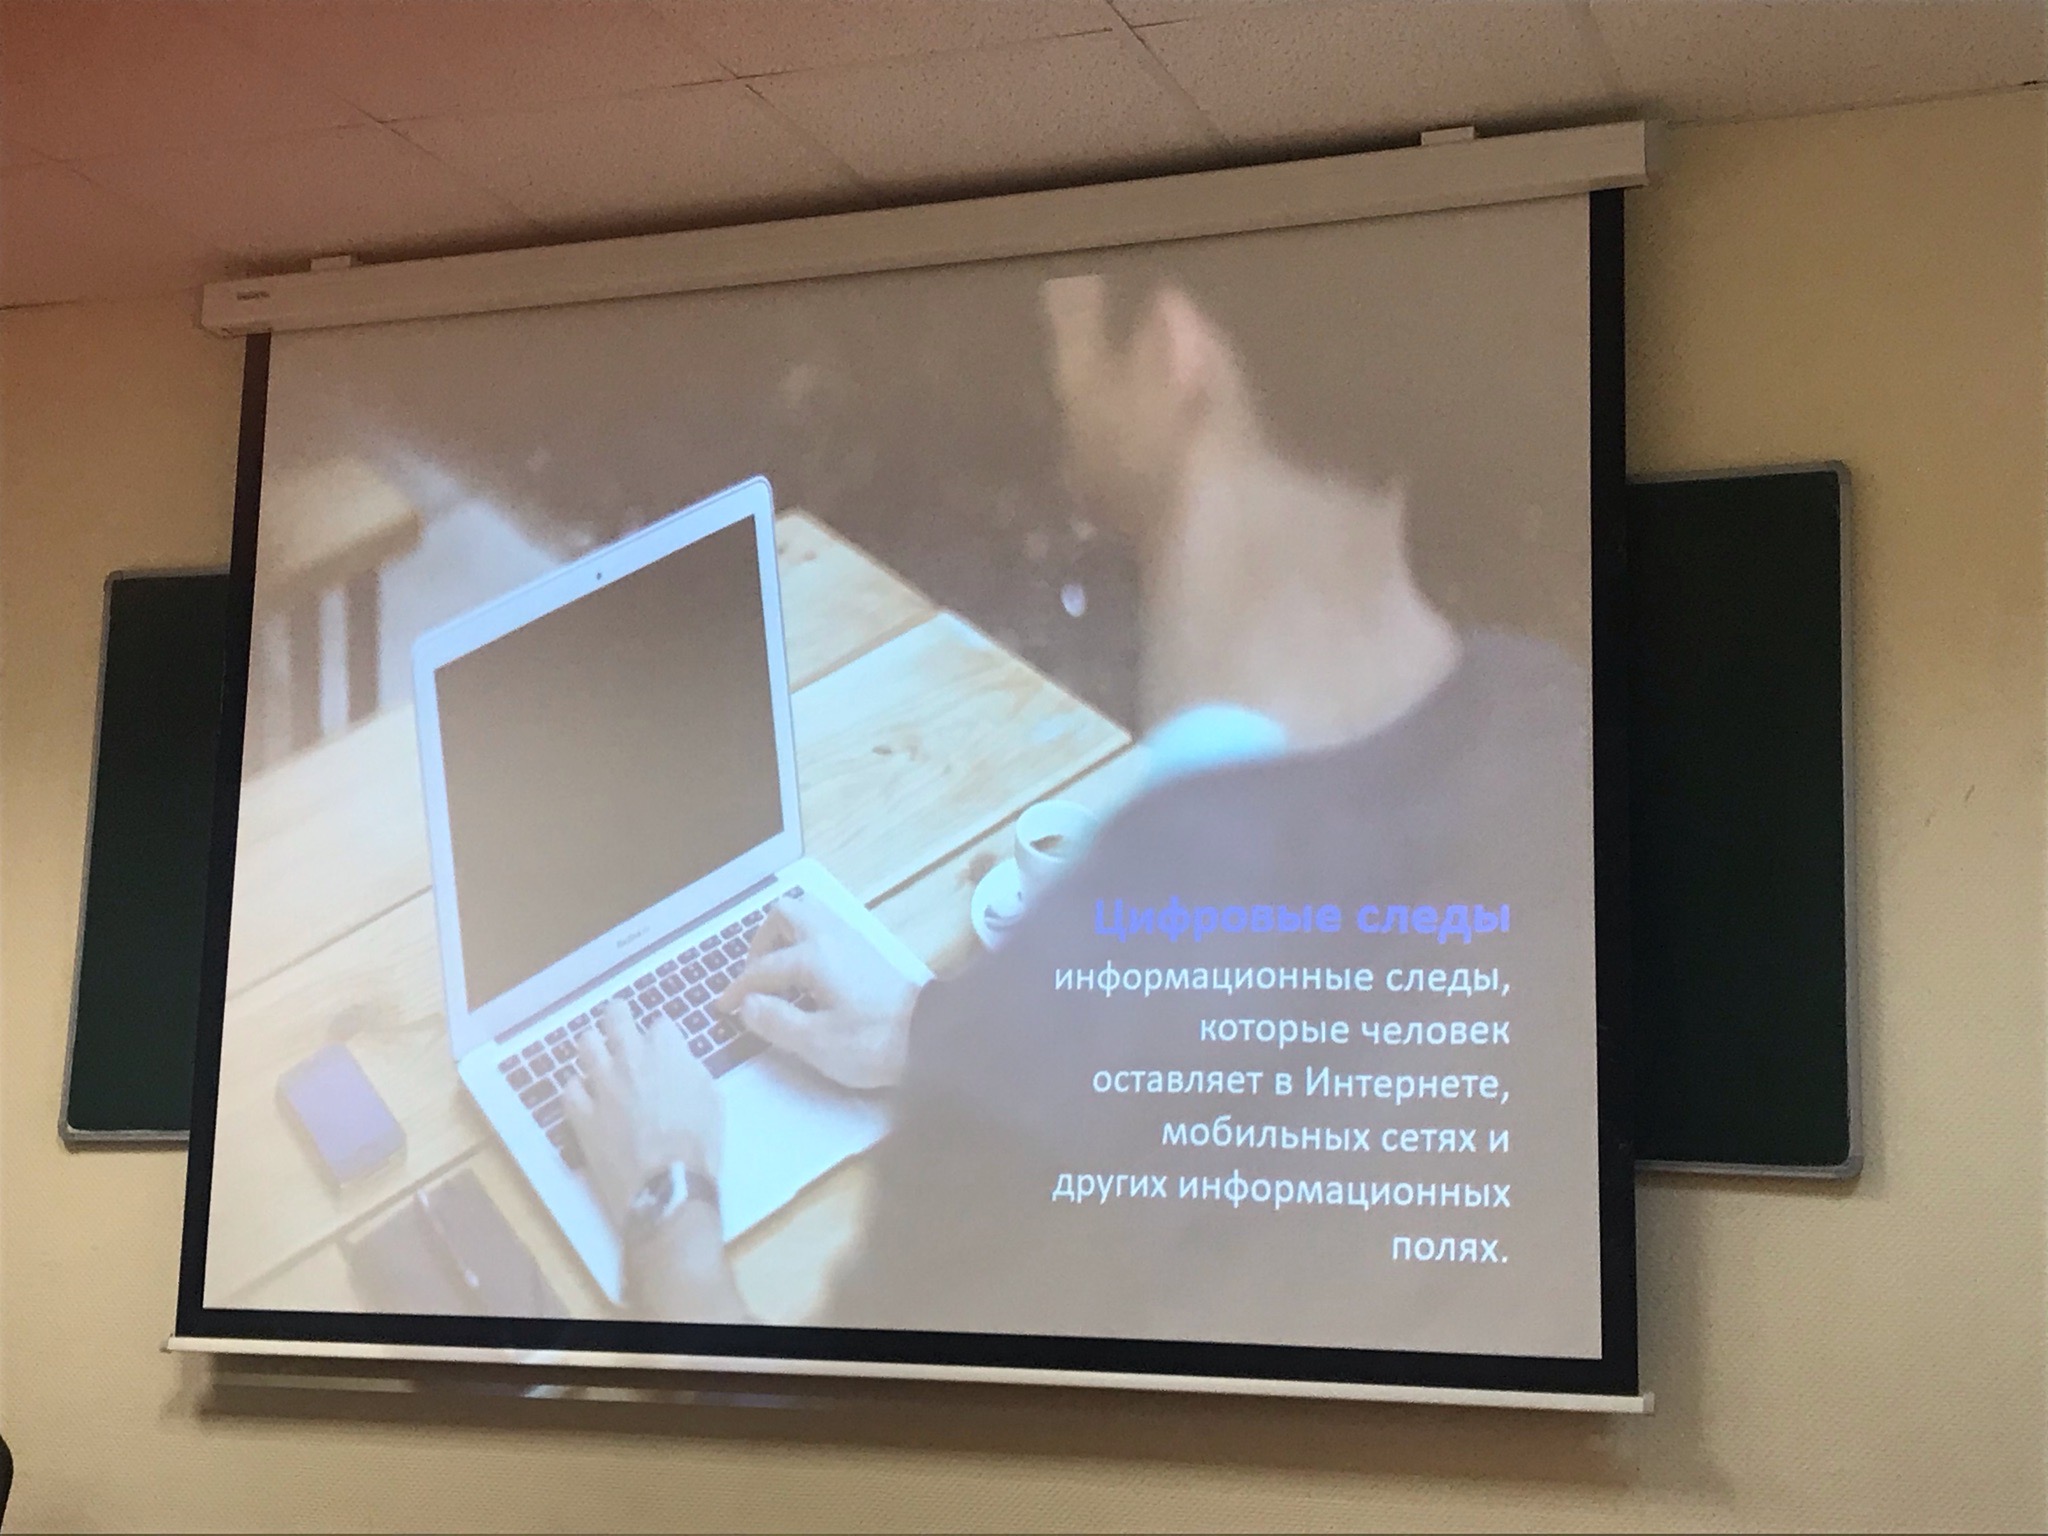 Цифровые следы
информационные следы,
которые человек
оставляет в Интернете,
мобильных сетях и
других информационных
полях.